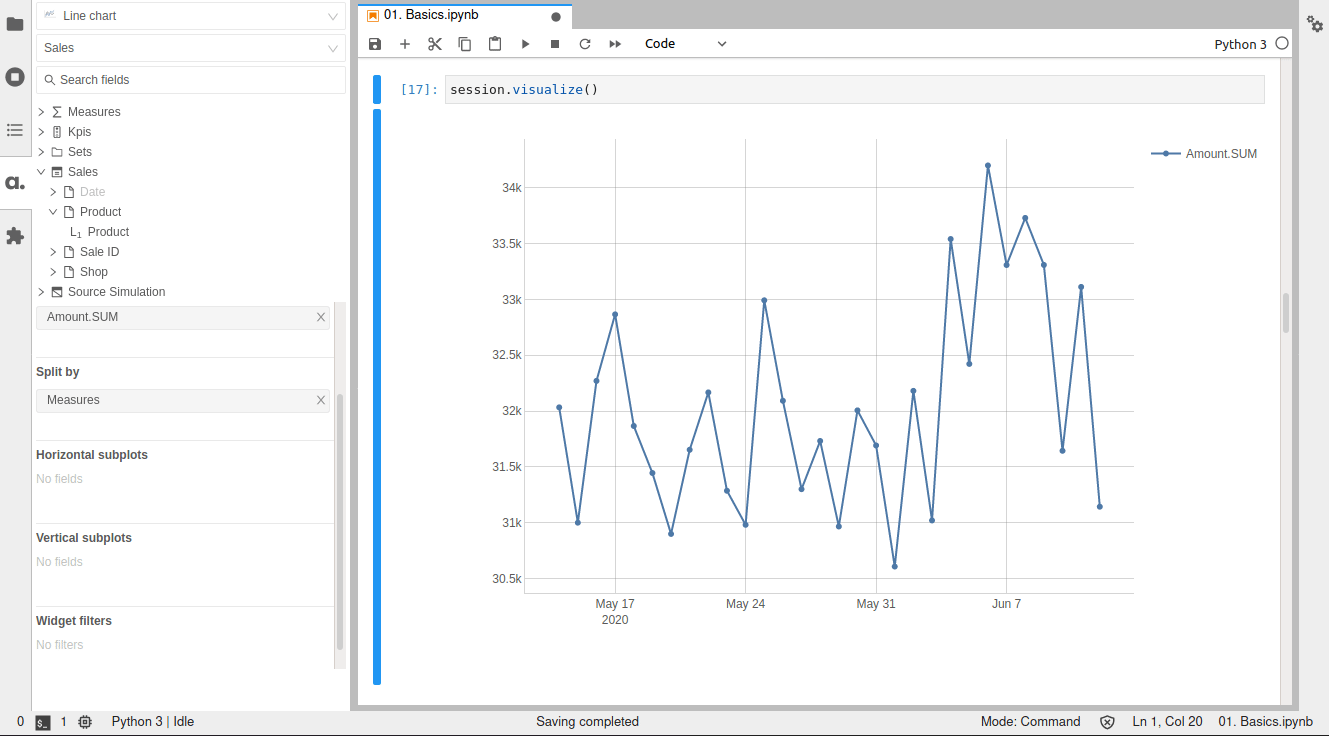 Line chart
Sales
Search fields
Measures
Kpis
Sets
Sales
Date
Product
L1 Product
Sale ID
Shop
Source Simulation
Amount.SUM
Split by
Measures
Horizontal subplots
No fields
Vertical subplots
No fields
Widget filters
No filters
a.
01. Basics.ipynb
Code
Python 3
[17]: session.visualize()
Amount.SUM
34k
33.5k
33k
32.5k
32k
31.5k
31k
30.5k
May 17 May 24 May 31 Jun 7
2020
0 $_ 1 Python 3 | Idle Saving completed Mode: Command Ln 1, Col 20 01. Basics.ipynb